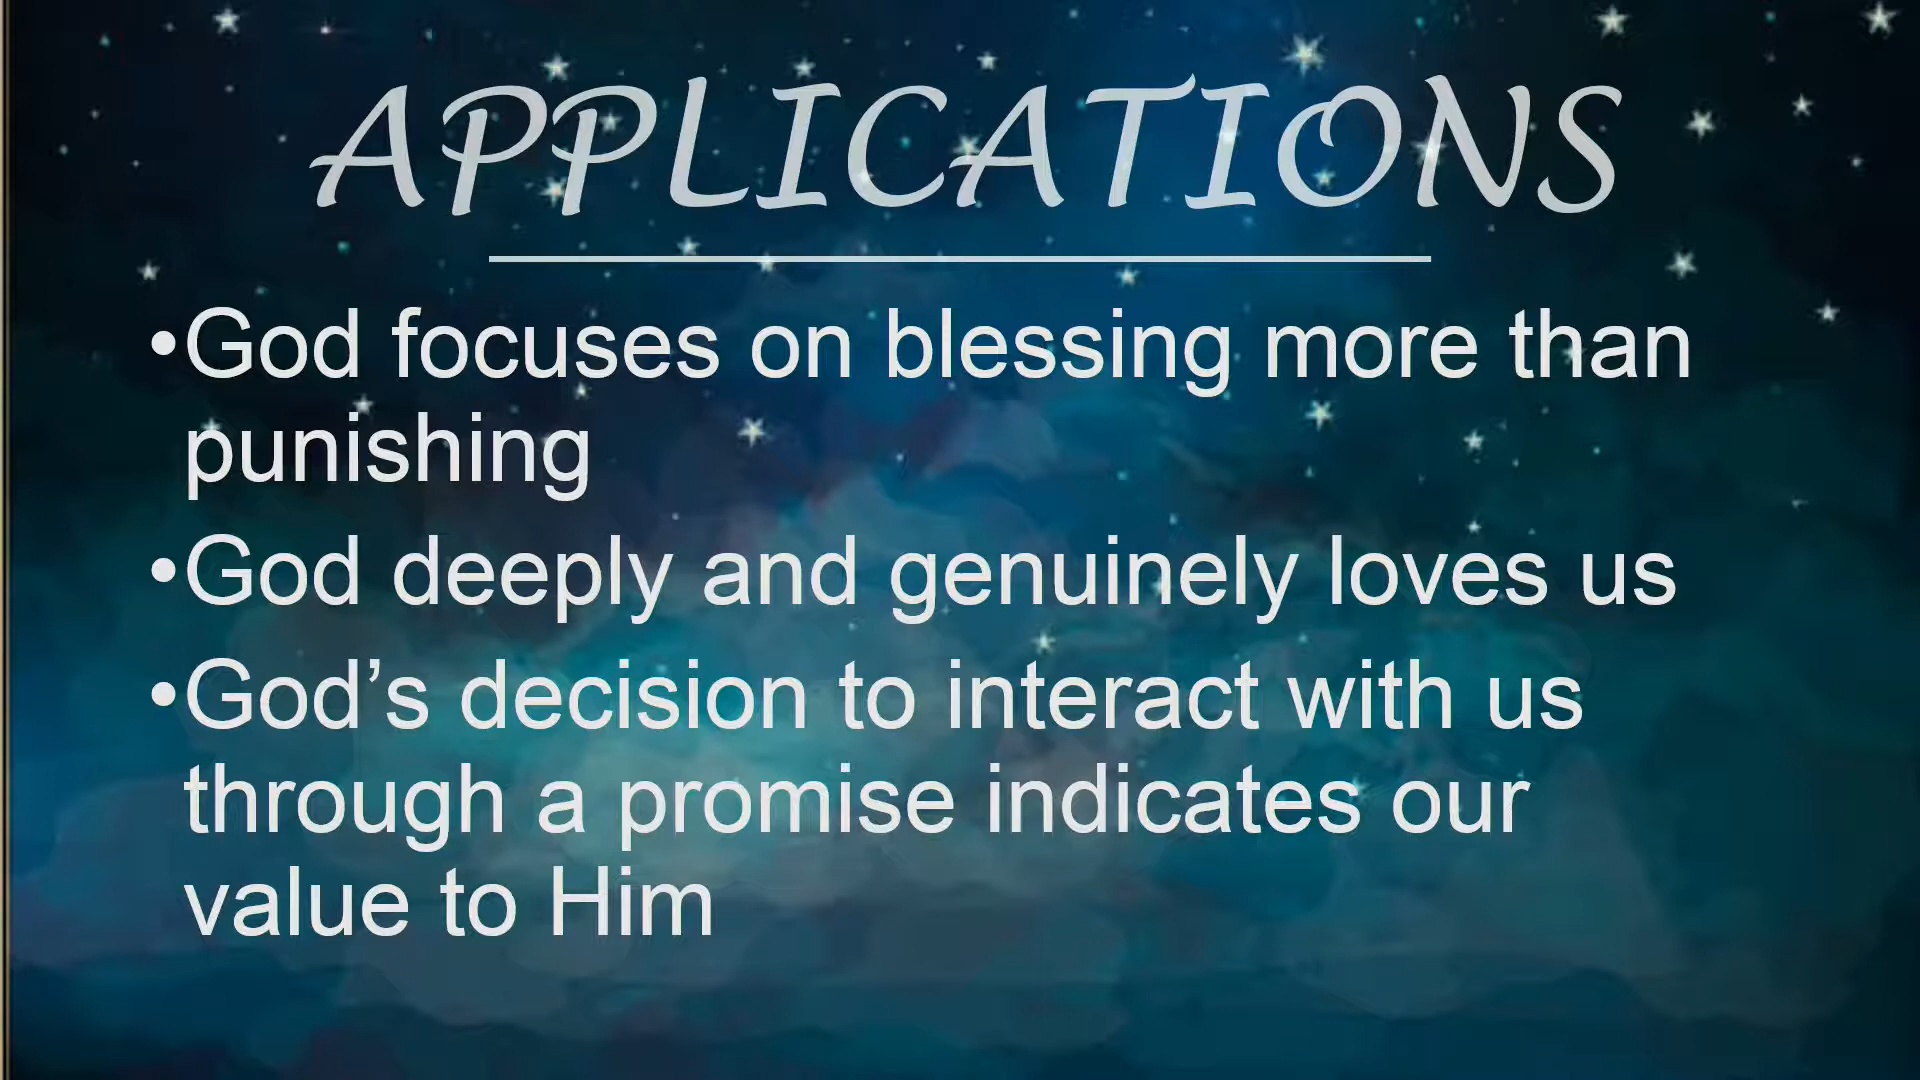 APPLICATIONS
•God focuses on blessing more than
punishing
•God deeply and genuinely loves us
•God’s decision to interact with us
through a promise indicates our
value to Him